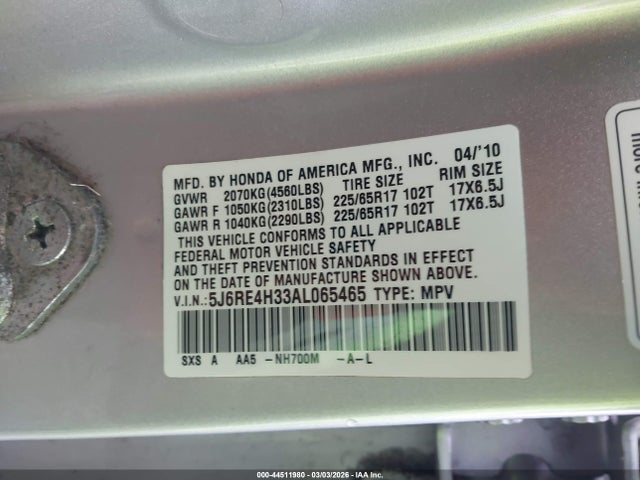 MFD. BY HONDA OF AMERICA MFG., INC. 04/'10
GVWR 2070KG(4560LBS) TIRE SIZE RIM SIZE
GAWR F 1050KG(2310LBS) 225/65R17 102T 17X6.5J
GAWR R 1040KG(2290LBS) 225/65R17 102T 17X6.5J
THIS VEHICLE CONFORMS TO ALL APPLICABLE
FEDERAL MOTOR VEHICLE SAFETY
AND THEFT PREVENTION STANDARDS IN EFFECT
ON THE DATE OF MANUFACTURE SHOWN ABOVE.
V.I.N.:5J6RE4H33AL065465 TYPE: MPV
SXS A AA5 -NH700M -A-L
000-44511980 - 03/03/2026 - IAA Inc.